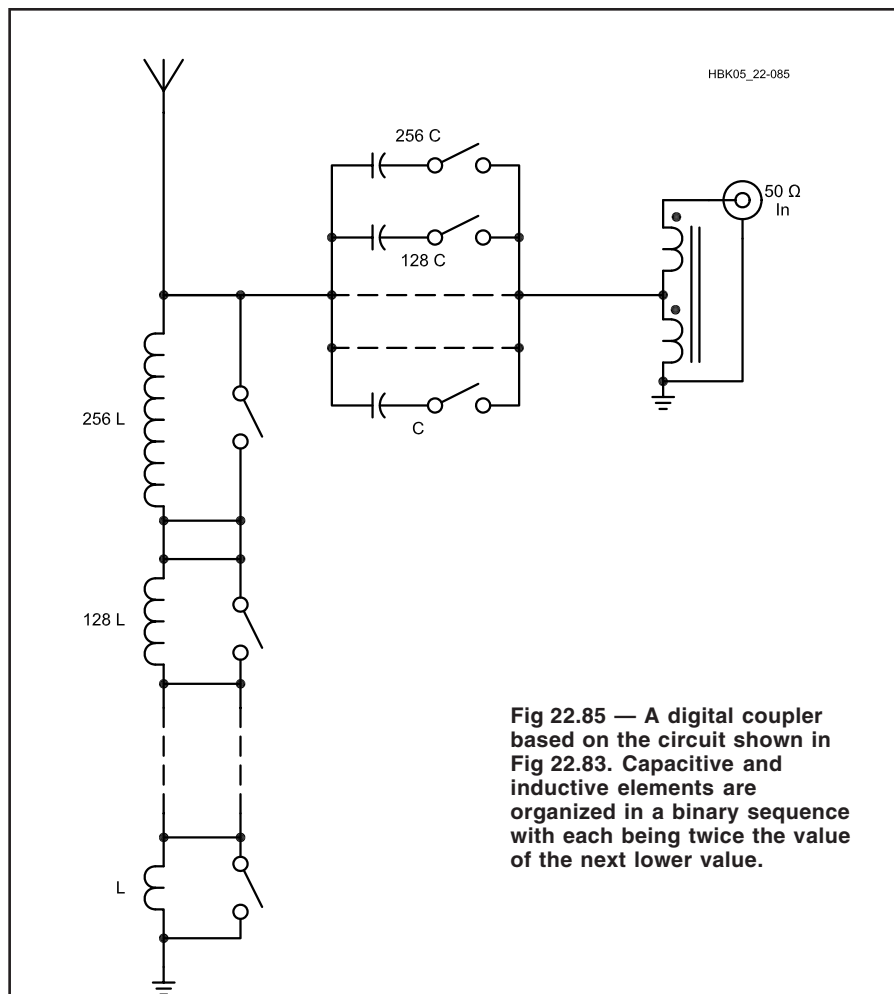 HBK05_22-085
256 C
50 Ω
In
128 C
C
256 L
128 L
L
Fig 22.85 — A digital coupler
based on the circuit shown in
Fig 22.83. Capacitive and
inductive elements are
organized in a binary sequence
with each being twice the value
of the next lower value.